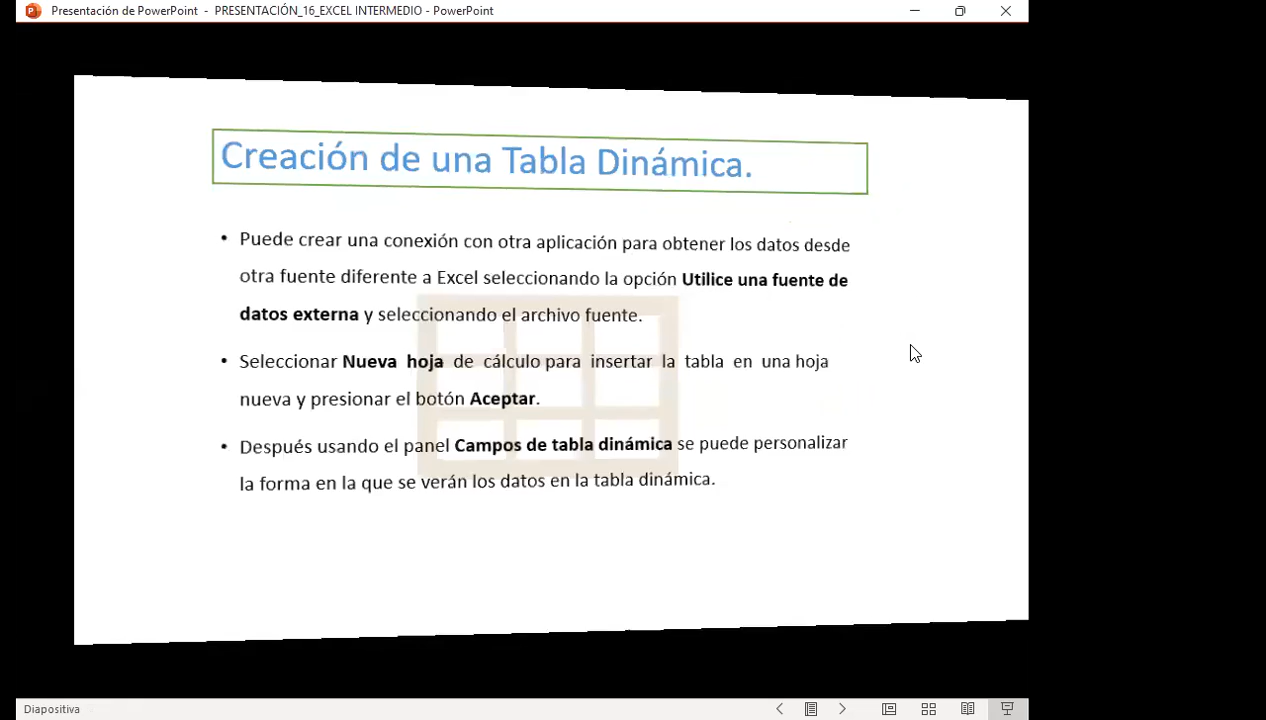 Presentación de PowerPoint - PRESENTACIÓN_16_EXCEL INTERMEDIO - PowerPoint
Creación de una Tabla Dinámica.
• Puede crear una conexión con otra aplicación para obtener los datos desde
otra fuente diferente a Excel seleccionando la opción Utilice una fuente de
datos externa y seleccionando el archivo fuente.
• Seleccionar Nueva hoja de cálculo para insertar la tabla en una hoja
nueva y presionar el botón Aceptar.
• Después usando el panel Campos de tabla dinámica se puede personalizar
la forma en la que se verán los datos en la tabla dinámica.
Diapositiva